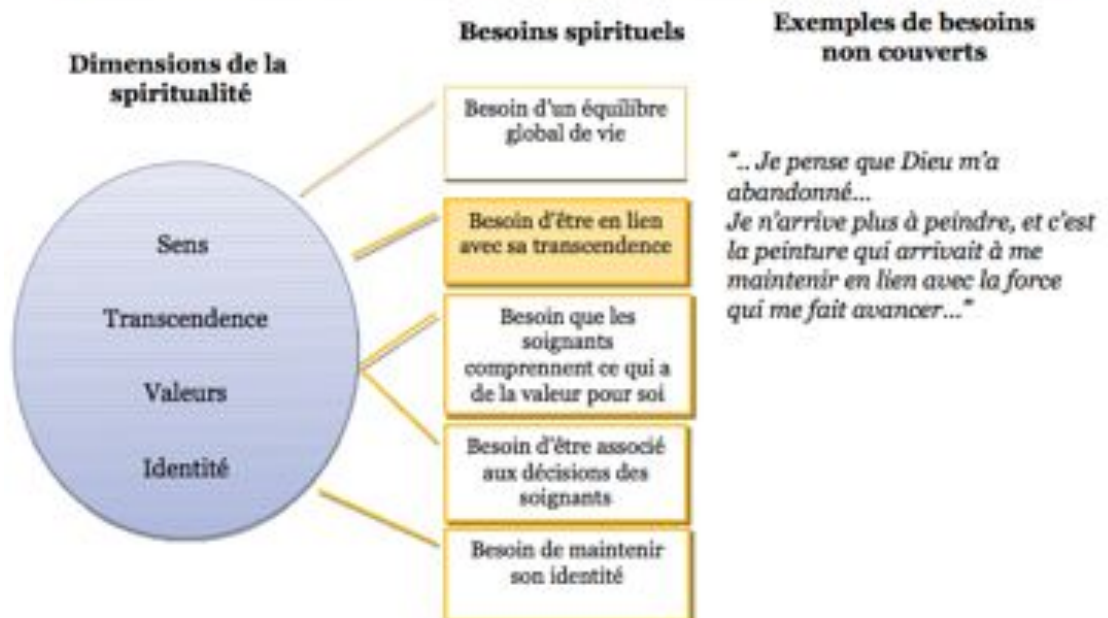 Dimensions de la
spiritualité
Sens
Transcendence
Valeurs
Identité
Besoins spirituels
Besoin d'un équilibre
global de vie
Besoin d'être en lien
avec sa transcendence
Besoin que les
soignants
comprennent ce qui a
de la valeur pour soi
Besoin d'être associé
aux décisions des
soignants
Besoin de maintenir
son identité
Exemples de besoins
non couverts
".. Je pense que Dieu m'a
abandonné...
Je n'arrive plus à peindre, et c'est
la peinture qui arrivait à me
maintenir en lien avec la force
qui me fait avancer..."